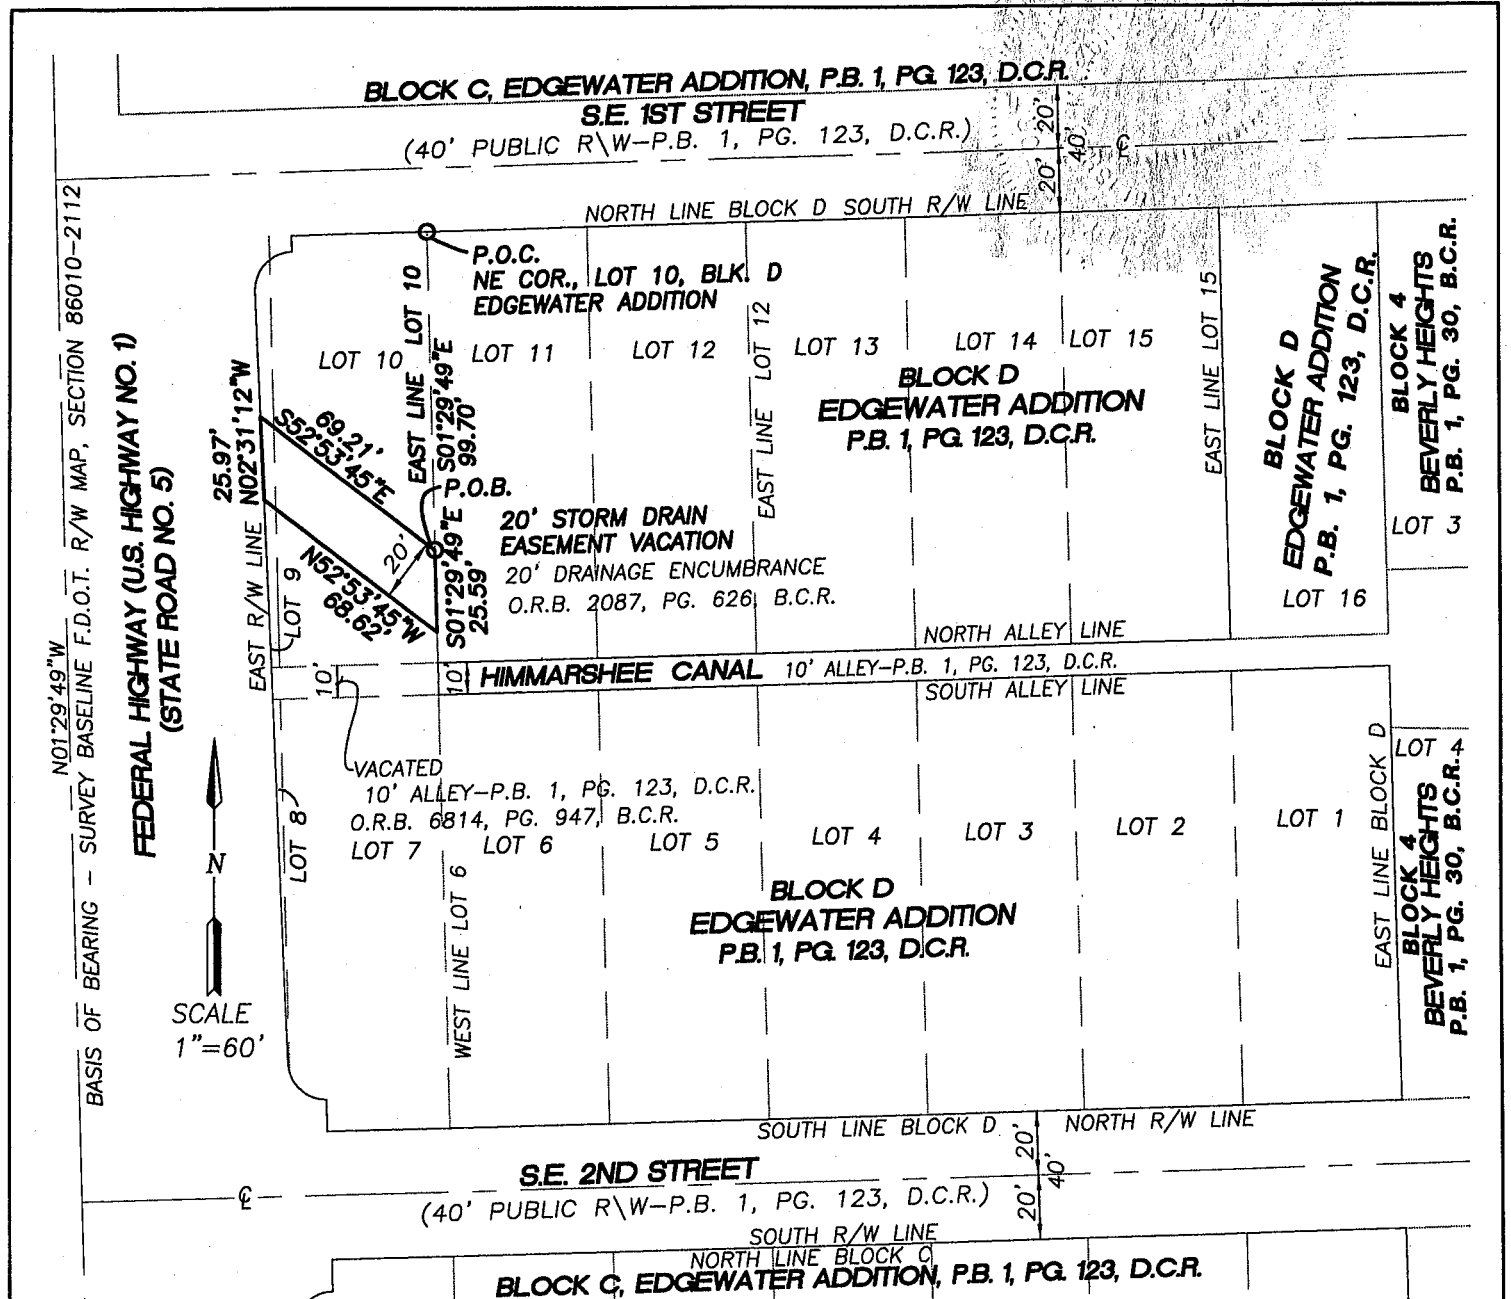 BLOCK C, EDGEWATER ADDITION, P.B. 1, PG. 123, D.C.R.
S.E. 1ST STREET
(40' PUBLIC R\W-P.B. 1, PG. 123, D.C.R.)
20'
40'
20'
℄
NORTH LINE BLOCK D SOUTH R/W LINE
P.O.C.
NE COR., LOT 10, BLK. D
EDGEWATER ADDITION
LOT 10
LOT 11
LOT 12
LOT 13
LOT 14
LOT 15
EAST LINE LOT 10
S01°29'49"E
99.70'
EAST LINE LOT 12
EAST LINE LOT 15
BLOCK D
EDGEWATER ADDITION
P.B. 1, PG. 123, D.C.R.
BLOCK D
EDGEWATER ADDITION
P.B. 1, PG. 123, D.C.R.
LOT 16
BLOCK 4
BEVERLY HEIGHTS
P.B. 1, PG. 30, B.C.R.
LOT 3
25.97'
N02°31'12"W
69.21'
S52°53'45"E
P.O.B.
20' STORM DRAIN
EASEMENT VACATION
20' DRAINAGE ENCUMBRANCE
O.R.B. 2087, PG. 626, B.C.R.
20'
N52°53'45"W
68.62'
S01°29'49"E
25.59'
EAST R/W LINE
LOT 9
NORTH ALLEY LINE
10'
10'
HIMMARSHEE CANAL
10' ALLEY-P.B. 1, PG. 123, D.C.R.
SOUTH ALLEY LINE
N01°29'49"W
BASIS OF BEARING - SURVEY BASELINE F.D.O.T. R/W MAP, SECTION 86010-2112
FEDERAL HIGHWAY (U.S. HIGHWAY NO. 1)
(STATE ROAD NO. 5)
VACATED
10' ALLEY-P.B. 1, PG. 123, D.C.R.
O.R.B. 6814, PG. 947, B.C.R.
LOT 8
LOT 7
LOT 6
LOT 5
LOT 4
LOT 3
LOT 2
LOT 1
WEST LINE LOT 6
BLOCK D
EDGEWATER ADDITION
P.B. 1, PG. 123, D.C.R.
EAST LINE BLOCK D
LOT 4
BLOCK 4
BEVERLY HEIGHTS
P.B. 1, PG. 30, B.C.R.
N
SCALE
1"=60'
SOUTH LINE BLOCK D
NORTH R/W LINE
20'
40'
20'
℄
S.E. 2ND STREET
(40' PUBLIC R\W-P.B. 1, PG. 123, D.C.R.)
SOUTH R/W LINE
NORTH LINE BLOCK C
BLOCK C, EDGEWATER ADDITION, P.B. 1, PG. 123, D.C.R.